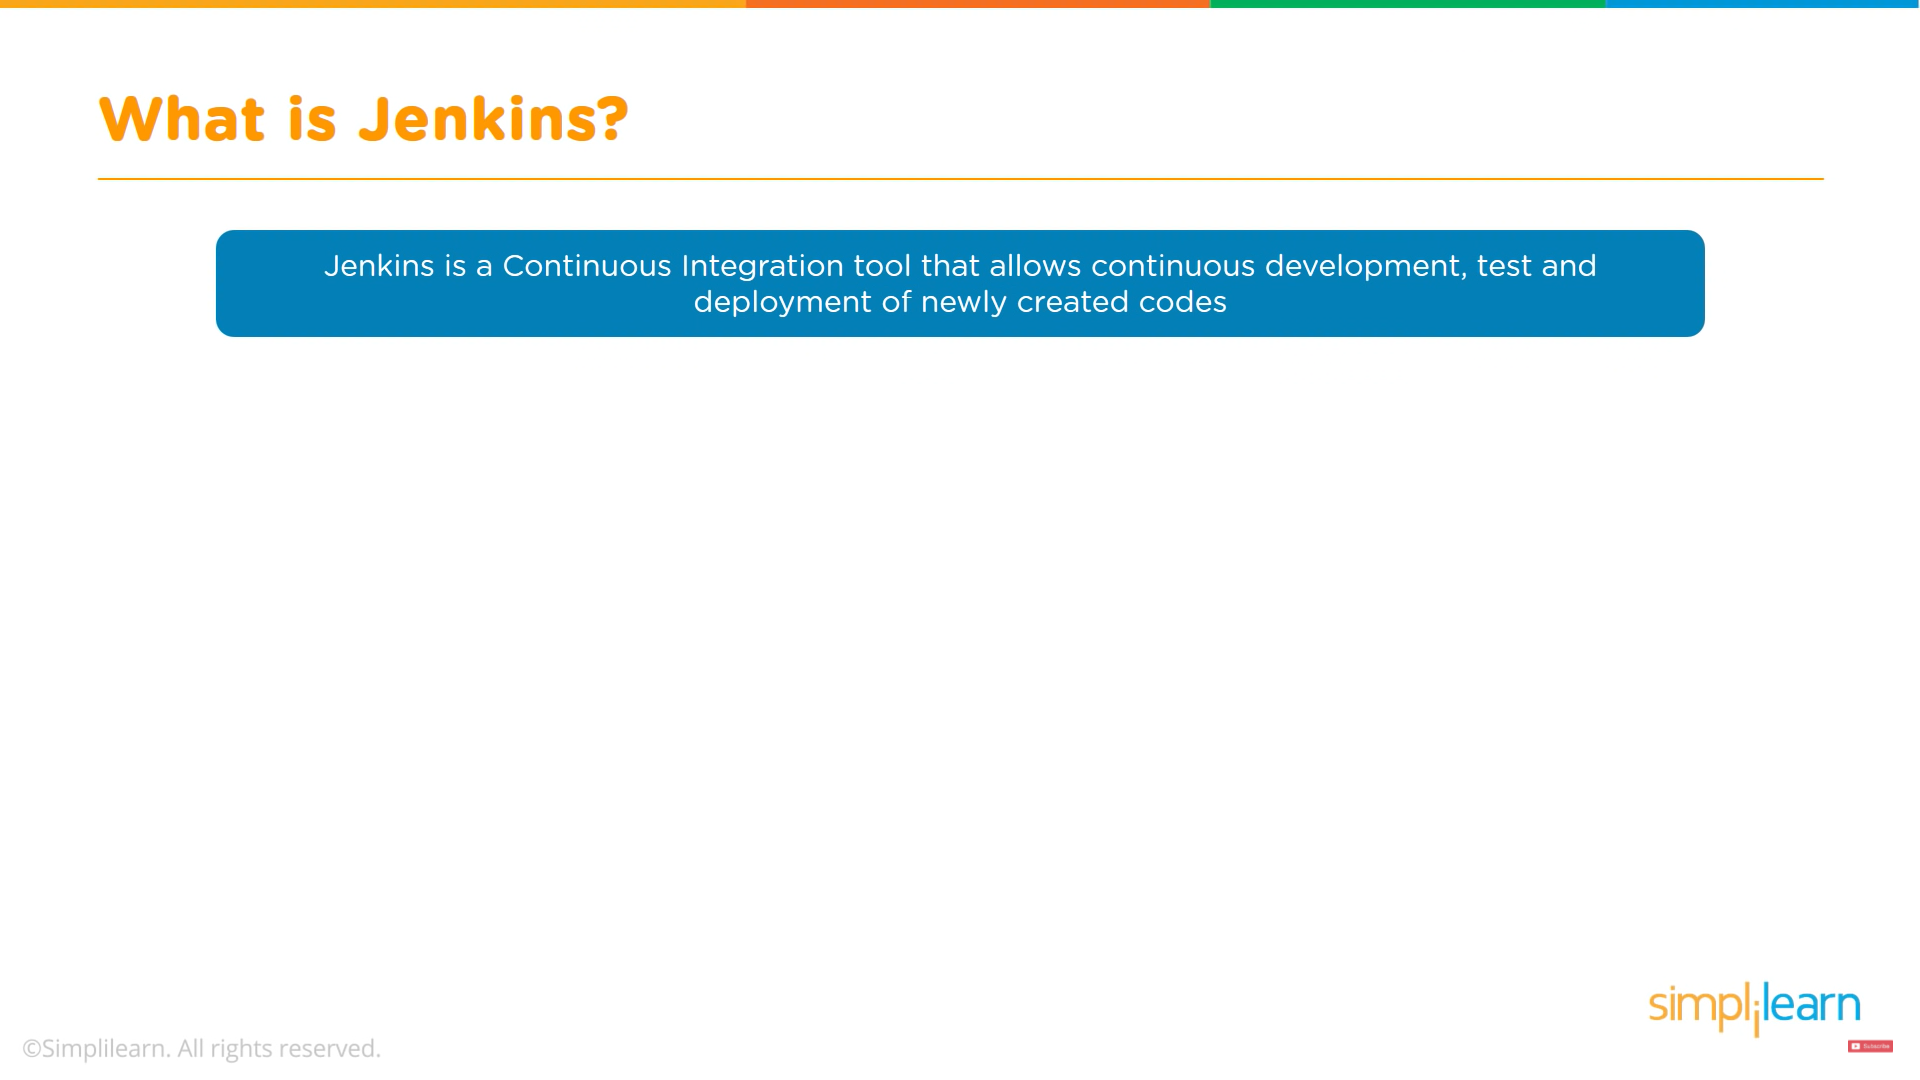 What is Jenkins?
Jenkins is a Continuous Integration tool that allows continuous development, test and
deployment of newly created codes
simplilearn
Subscribe
©Simplilearn. All rights reserved.